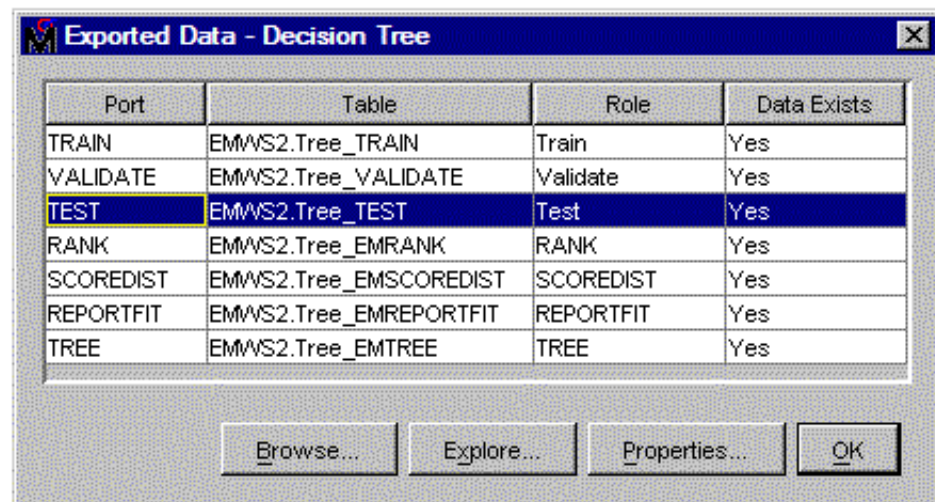 Exported Data - Decision Tree
Port Table Role Data Exists
TRAIN EMWS2.Tree_TRAIN Train Yes
VALIDATE EMWS2.Tree_VALIDATE Validate Yes
TEST EMWS2.Tree_TEST Test Yes
RANK EMWS2.Tree_EMRANK RANK Yes
SCOREDIST EMWS2.Tree_EMSCOREDIST SCOREDIST Yes
REPORTFIT EMWS2.Tree_EMREPORTFIT REPORTFIT Yes
TREE EMWS2.Tree_EMTREE TREE Yes
Browse... Explore... Properties... OK